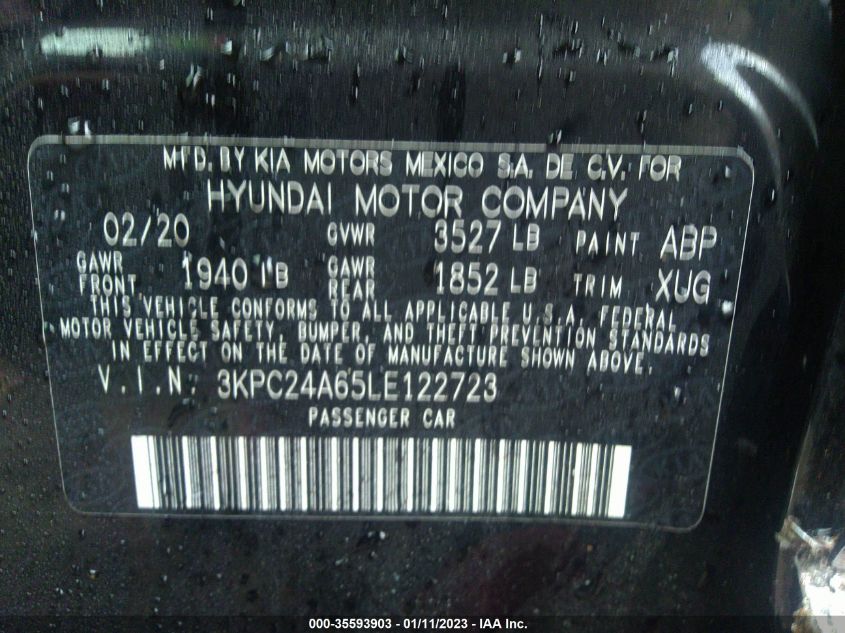 MFD. BY KIA MOTORS MEXICO S.A. DE C.V. FOR
HYUNDAI MOTOR COMPANY
02/20 GVWR 3527 LB PAINT ABP
GAWR FRONT 1940 LB GAWR REAR 1852 LB TRIM XUG
THIS VEHICLE CONFORMS TO ALL APPLICABLE U.S.A. FEDERAL
MOTOR VEHICLE SAFETY, BUMPER, AND THEFT PREVENTION STANDARDS
IN EFFECT ON THE DATE OF MANUFACTURE SHOWN ABOVE.
V.I.N: 3KPC24A65LE122723
PASSENGER CAR
000-35593903 - 01/11/2023 - IAA Inc.